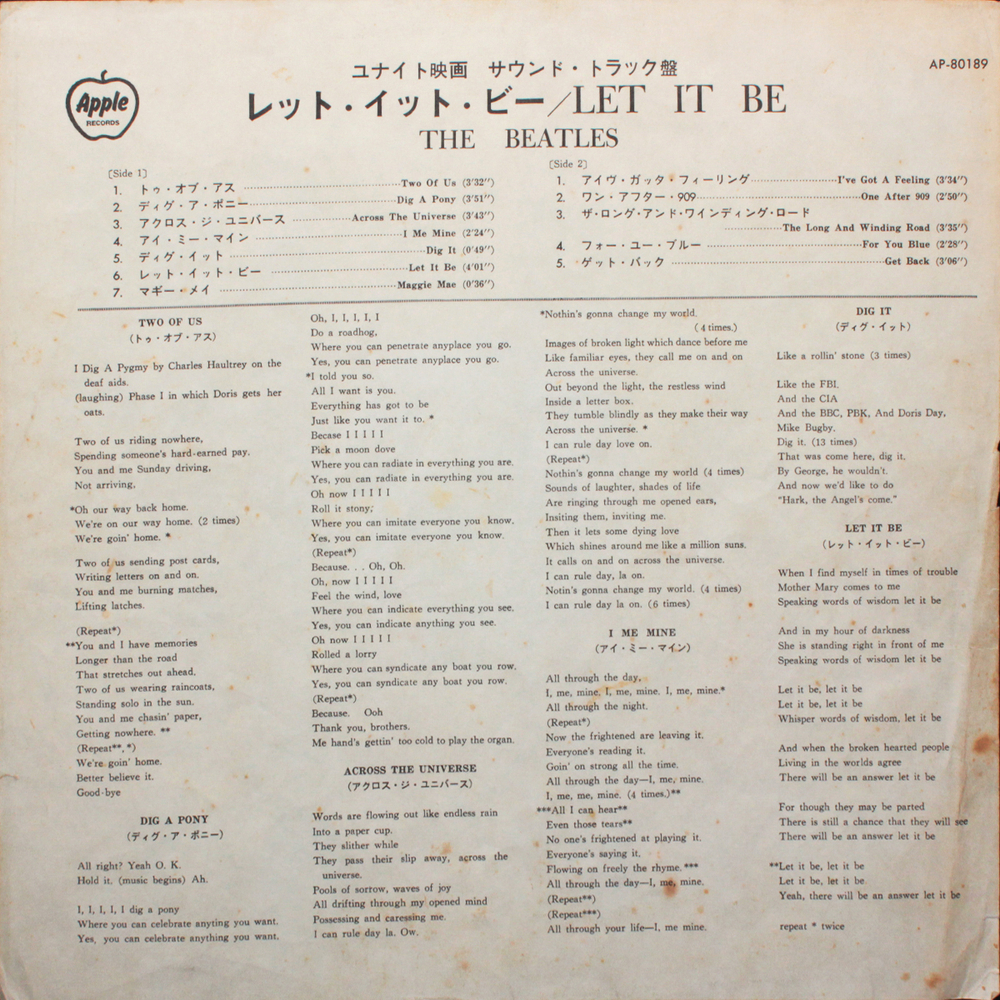 Apple
RECORDS
ユナイト映画 サウンド・トラック盤
AP-80189
レット・イット・ビー/LET IT BE
THE BEATLES
[Side 1]
1. トゥ・オブ・アス ……Two Of Us (3'32")
2. ディグ・ア・ポニー……Dig A Pony (3'51")
3. アクロス・ジ・ユニバース ……Across The Universe (3'43")
4. アイ・ミー・マイン ……I Me Mine (2'24")
5. ディグ・イット ……Dig It (0'49")
6. レット・イット・ビー ……Let It Be (4'01")
7. マギー・メイ ……Maggie Mae (0'36")
[Side 2]
1. アイヴ・ガッタ・フィーリング……I've Got A Feeling (3'34")
2. ワン・アフター・909……One After 909 (2'50")
3. ザ・ロング・アンド・ワインディング・ロード
……The Long And Winding Road (3'35")
4. フォー・ユー・ブルー ……For You Blue (2'28")
5. ゲット・バック ……Get Back (3'06")
TWO OF US
(トゥ・オブ・アス)
I Dig A Pygmy by Charles Haultrey on the
deaf aids.
(laughing) Phase I in which Doris gets her
oats.
Two of us riding nowhere,
Spending someone's hard-earned pay.
You and me Sunday driving,
Not arriving,
*Oh our way back home.
We're on our way home. (2 times)
We're goin' home. *
Two of us sending post cards,
Writing letters on and on.
You and me burning matches,
Lifting latches.
(Repeat*)
**You and I have memories
Longer than the road
That stretches out ahead.
Two of us wearing raincoats,
Standing solo in the sun.
You and me chasin' paper,
Getting nowhere. **
(Repeat**, *)
We're goin' home.
Better believe it.
Good-bye
DIG A PONY
(ディグ・ア・ポニー)
All right? Yeah O. K.
Hold it. (music begins) Ah.
I, I, I, I, I dig a pony
Where you can celebrate anyting you want.
Yes, you can celebrate anything you want.
Oh, I, I, I, I, I
Do a roadhog,
Where you can penetrate anyplace you go.
Yes, you can penetrate anyplace you go.
*I told you so.
All I want is you.
Everything has got to be
Just like you want it to. *
Becase I I I I I
Pick a moon dove
Where you can radiate in everything you are.
Yes, you can radiate in everything you are.
Oh now I I I I I
Roll it stony;
Where you can imitate everyone you know.
Yes, you can imitate everyone you know.
(Repeat*)
Because. . . Oh, Oh.
Oh, now I I I I I
Feel the wind, love
Where you can indicate everything you see.
Yes, you can indicate anything you see.
Oh now I I I I I
Rolled a lorry
Where you can syndicate any boat you row.
Yes, you can syndicate any boat you row.
(Repeat*)
Because. Ooh
Thank you, brothers.
Me hand's gettin' too cold to play the organ.
ACROSS THE UNIVERSE
(アクロス・ジ・ユニバース)
Words are flowing out like endless rain
Into a paper cup.
They slither while
They pass their slip away, across the
universe.
Pools of sorrow, waves of joy
All drifting through my opened mind
Possessing and caressing me.
I can rule day la. Ow.
*Nothin's gonna change my world.
(4 times.)
Images of broken light which dance before me
Like familiar eyes, they call me on and on
Across the universe.
Out beyond the light, the restless wind
Inside a letter box.
They tumble blindly as they make their way
Across the universe. *
I can rule day love on.
(Repeat*)
Nothin's gonna change my world (4 times)
Sounds of laughter, shades of life
Are ringing through me opened ears,
Insiting them, inviting me.
Then it lets some dying love
Which shines around me like a million suns.
It calls on and on across the universe.
I can rule day, la on.
Notin's gonna change my world. (4 times)
I can rule day la on. (6 times)
I ME MINE
(アイ・ミー・マイン)
All through the day,
I, me, mine. I, me, mine. I, me, mine.*
All through the night.
(Repeat*)
Now the frightened are leaving it.
Everyone's reading it.
Goin' on strong all the time.
All through the day—I, me, mine.
I, me, me, mine. (4 times.)**
***All I can hear**
Even those tears**
No one's frightened at playing it.
Everyone's saying it.
Flowing on freely the rhyme. ***
All through the day—I, me, mine.
(Repeat**)
(Repeat***)
All through your life—I, me mine.
DIG IT
(ディグ・イット)
Like a rollin' stone (3 times)
Like the FBI.
And the CIA
And the BBC, PBK, And Doris Day,
Mike Bugby.
Dig it. (13 times)
That was come here, dig it,
By George, he wouldn't.
And now we'd like to do
"Hark, the Angel's come."
LET IT BE
(レット・イット・ビー)
When I find myself in times of trouble
Mother Mary comes to me
Speaking words of wisdom let it be
And in my hour of darkness
She is standing right in front of me
Speaking words of wisdom let it be
Let it be, let it be
Let it be, let it be
Whisper words of wisdom, let it be
And when the broken hearted people
Living in the worlds agree
There will be an answer let it be
For though they may be parted
There is still a chance that they will see
There will be an answer let it be
**Let it be, let it be
Let it be, let it be
Yeah, there will be an answer let it be
repeat * twice